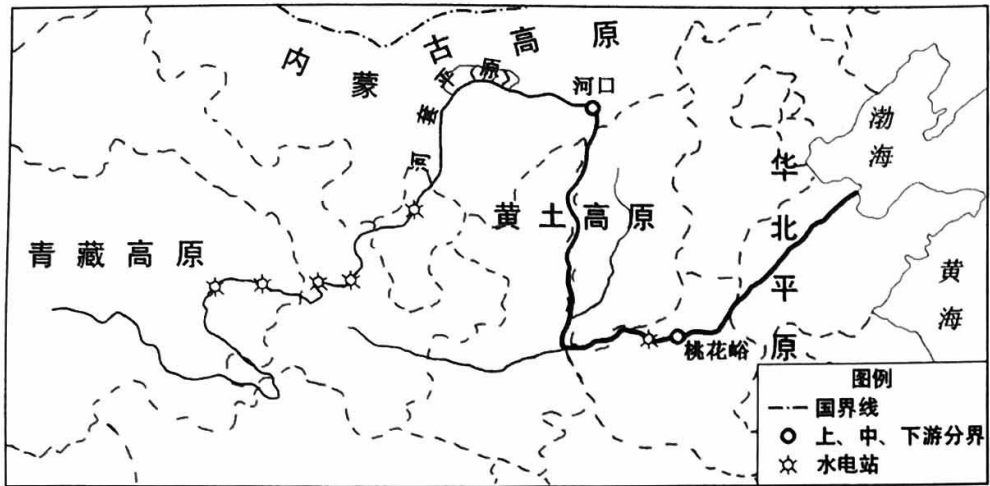 内蒙古高原
河套平原
河口
渤海
华北平原
黄土高原
青藏高原
黄海
桃花峪
图例
国界线
上、中、下游分界
水电站